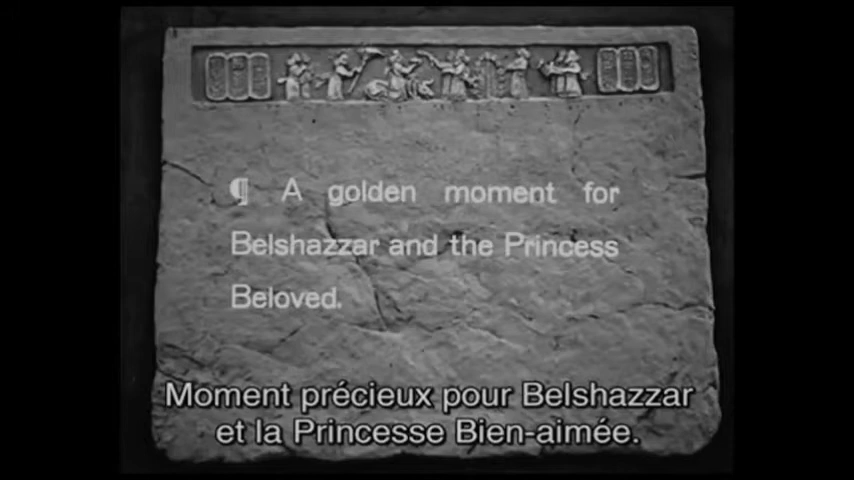 ¶ A golden moment for
Belshazzar and the Princess
Beloved.
Moment précieux pour Belshazzar
et la Princesse Bien-aimée.